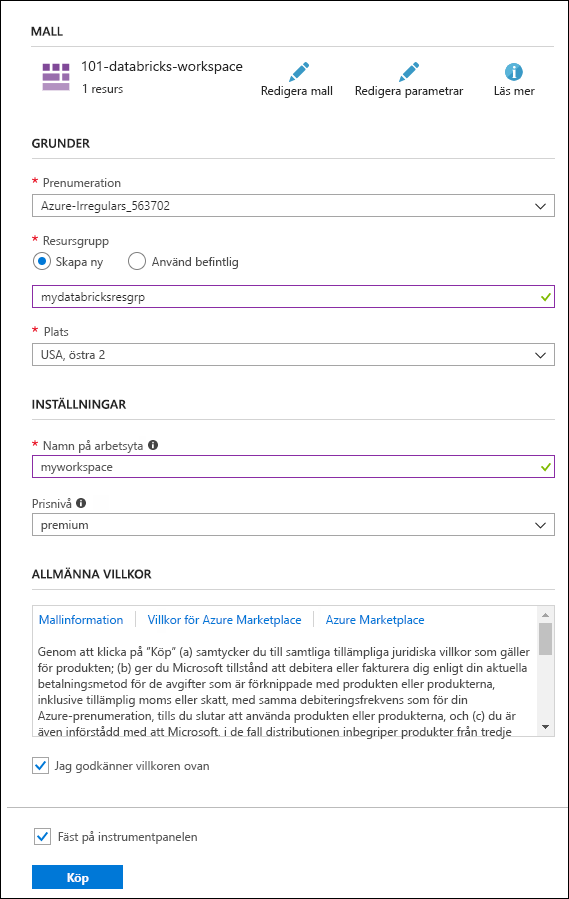 MALL
101-databricks-workspace
1 resurs
Redigera mall
Redigera parametrar
Läs mer
GRUNDER
* Prenumeration
Azure-Irregulars_563702
* Resursgrupp
Skapa ny
Använd befintlig
mydatabricksresgrp
* Plats
USA, östra 2
INSTÄLLNINGAR
* Namn på arbetsyta
myworkspace
Prisnivå
premium
ALLMÄNNA VILLKOR
Mallinformation
Villkor för Azure Marketplace
Azure Marketplace
Genom att klicka på ”Köp” (a) samtycker du till samtliga tillämpliga juridiska villkor som gäller
för produkten; (b) ger du Microsoft tillstånd att debitera eller fakturera dig enligt din aktuella
betalningsmetod för de avgifter som är förknippade med produkten eller produkterna,
inklusive tillämplig moms eller skatt, med samma debiteringsfrekvens som för din
Azure-prenumeration, tills du slutar att använda produkten eller produkterna, och (c) du är
även införstådd med att Microsoft, i de fall distributionen inbegriper produkter från tredje
Jag godkänner villkoren ovan
Fäst på instrumentpanelen
Köp